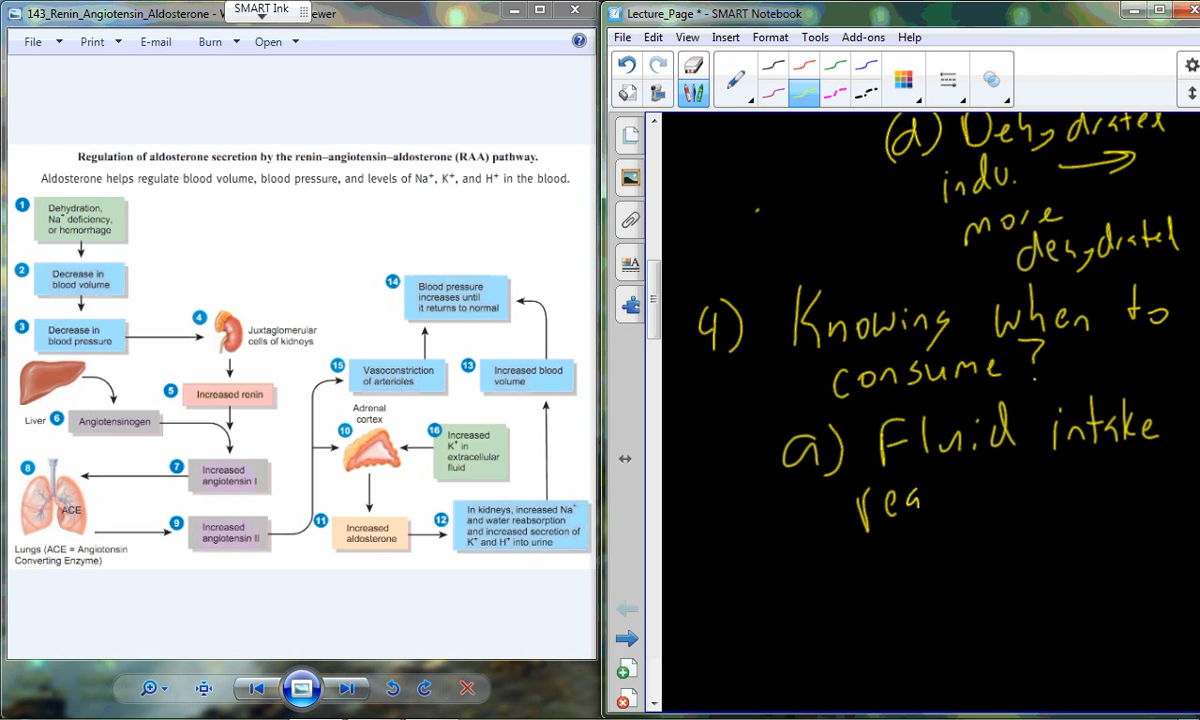 143_Renin_Angiotensin_Aldosterone - 
SMART Ink
ewer
File Print E-mail Burn Open
Regulation of aldosterone secretion by the renin–angiotensin–aldosterone (RAA) pathway.
Aldosterone helps regulate blood volume, blood pressure, and levels of Na⁺, K⁺, and H⁺ in the blood.
1
Dehydration,
Na⁺ deficiency,
or hemorrhage
2
Decrease in
blood volume
3
Decrease in
blood pressure
4
Juxtaglomerular
cells of kidneys
5
Increased renin
Liver
6
Angiotensinogen
7
Increased
angiotensin I
8
ACE
Lungs (ACE = Angiotensin
Converting Enzyme)
9
Increased
angiotensin II
Adrenal
cortex
10
11
Increased
aldosterone
12
In kidneys, increased Na⁺
and water reabsorption
and increased secretion of
K⁺ and H⁺ into urine
13
Increased blood
volume
14
Blood pressure
increases until
it returns to normal
15
Vasoconstriction
of arterioles
16
Increased
K⁺ in
extracellular
fluid
Lecture_Page * - SMART Notebook
File Edit View Insert Format Tools Add-ons Help
(d) Dehydrated
indv. →
more
dehydrated
4) Knowing when to
consume?
a) Fluid intake
rea